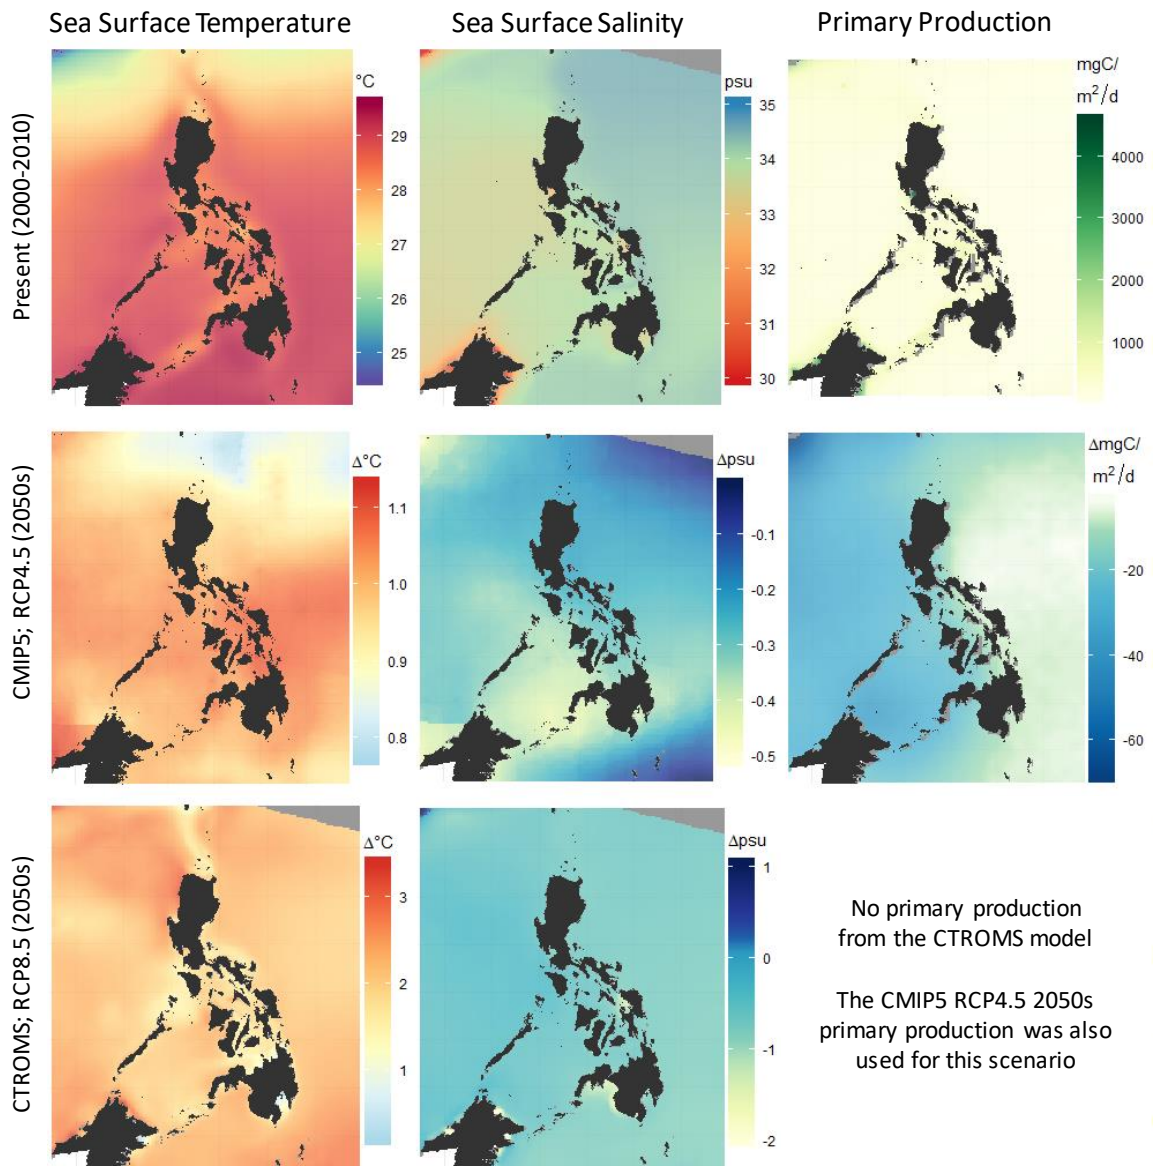 Sea Surface Temperature
Sea Surface Salinity
Primary Production
Present (2000-2010)
°C
29
28
27
26
25
psu
35
34
33
32
31
30
mgC/
m²/d
4000
3000
2000
1000
CMIP5; RCP4.5 (2050s)
Δ°C
1.1
1.0
0.9
0.8
Δpsu
-0.1
-0.2
-0.3
-0.4
-0.5
ΔmgC/
m²/d
-20
-40
-60
CTROMS; RCP8.5 (2050s)
Δ°C
3
2
1
Δpsu
1
0
-1
-2
No primary production
from the CTROMS model
The CMIP5 RCP4.5 2050s
primary production was also
used for this scenario